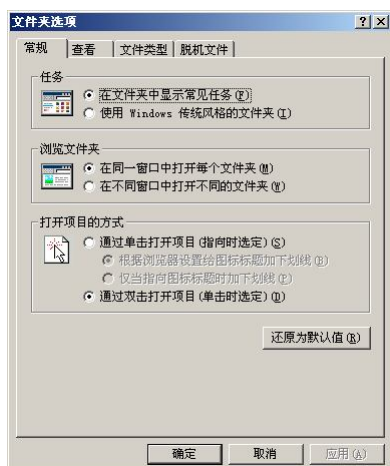 文件夹选项
常规 查看 文件类型 脱机文件
任务
在文件夹中显示常见任务(F)
使用 Windows 传统风格的文件夹(I)
浏览文件夹
在同一窗口中打开每个文件夹(M)
在不同窗口中打开不同的文件夹(W)
打开项目的方式
通过单击打开项目(指向时选定)(S)
根据浏览器设置给图标标题加下划线(B)
仅当指向图标标题时加下划线(P)
通过双击打开项目(单击时选定)(D)
还原为默认值(R)
确定 取消 应用(A)